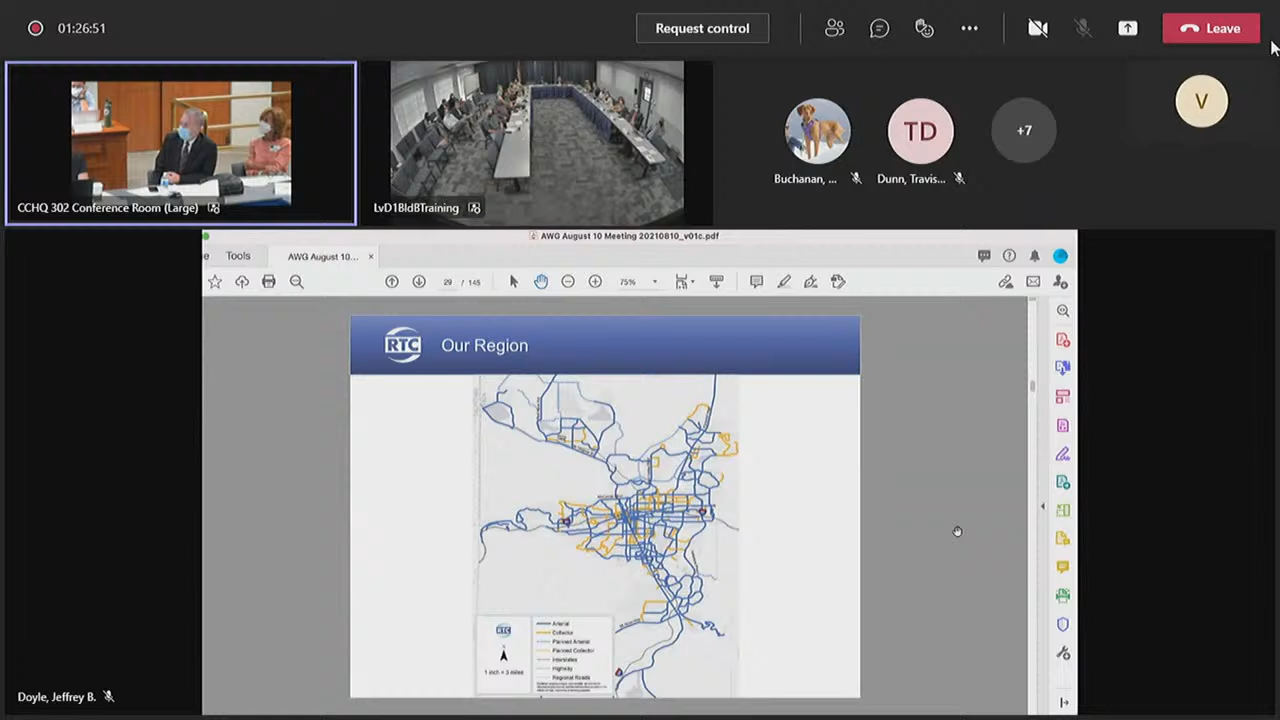 01:26:51
Request control
Leave
CCHQ 302 Conference Room (Large)
LvD1BldBTraining
Buchanan, ...
TD
Dunn, Travis...
+7
V
AWG August 10 Meeting 20210810_v01c.pdf
e
Tools
AWG August 10...
29 / 145
75%
RTC
Our Region
RTC
N
1 inch = 3 miles
Arterial
Collector
Planned Arterial
Planned Collector
Interstates
Highway
Regional Roads
Doyle, Jeffrey B.